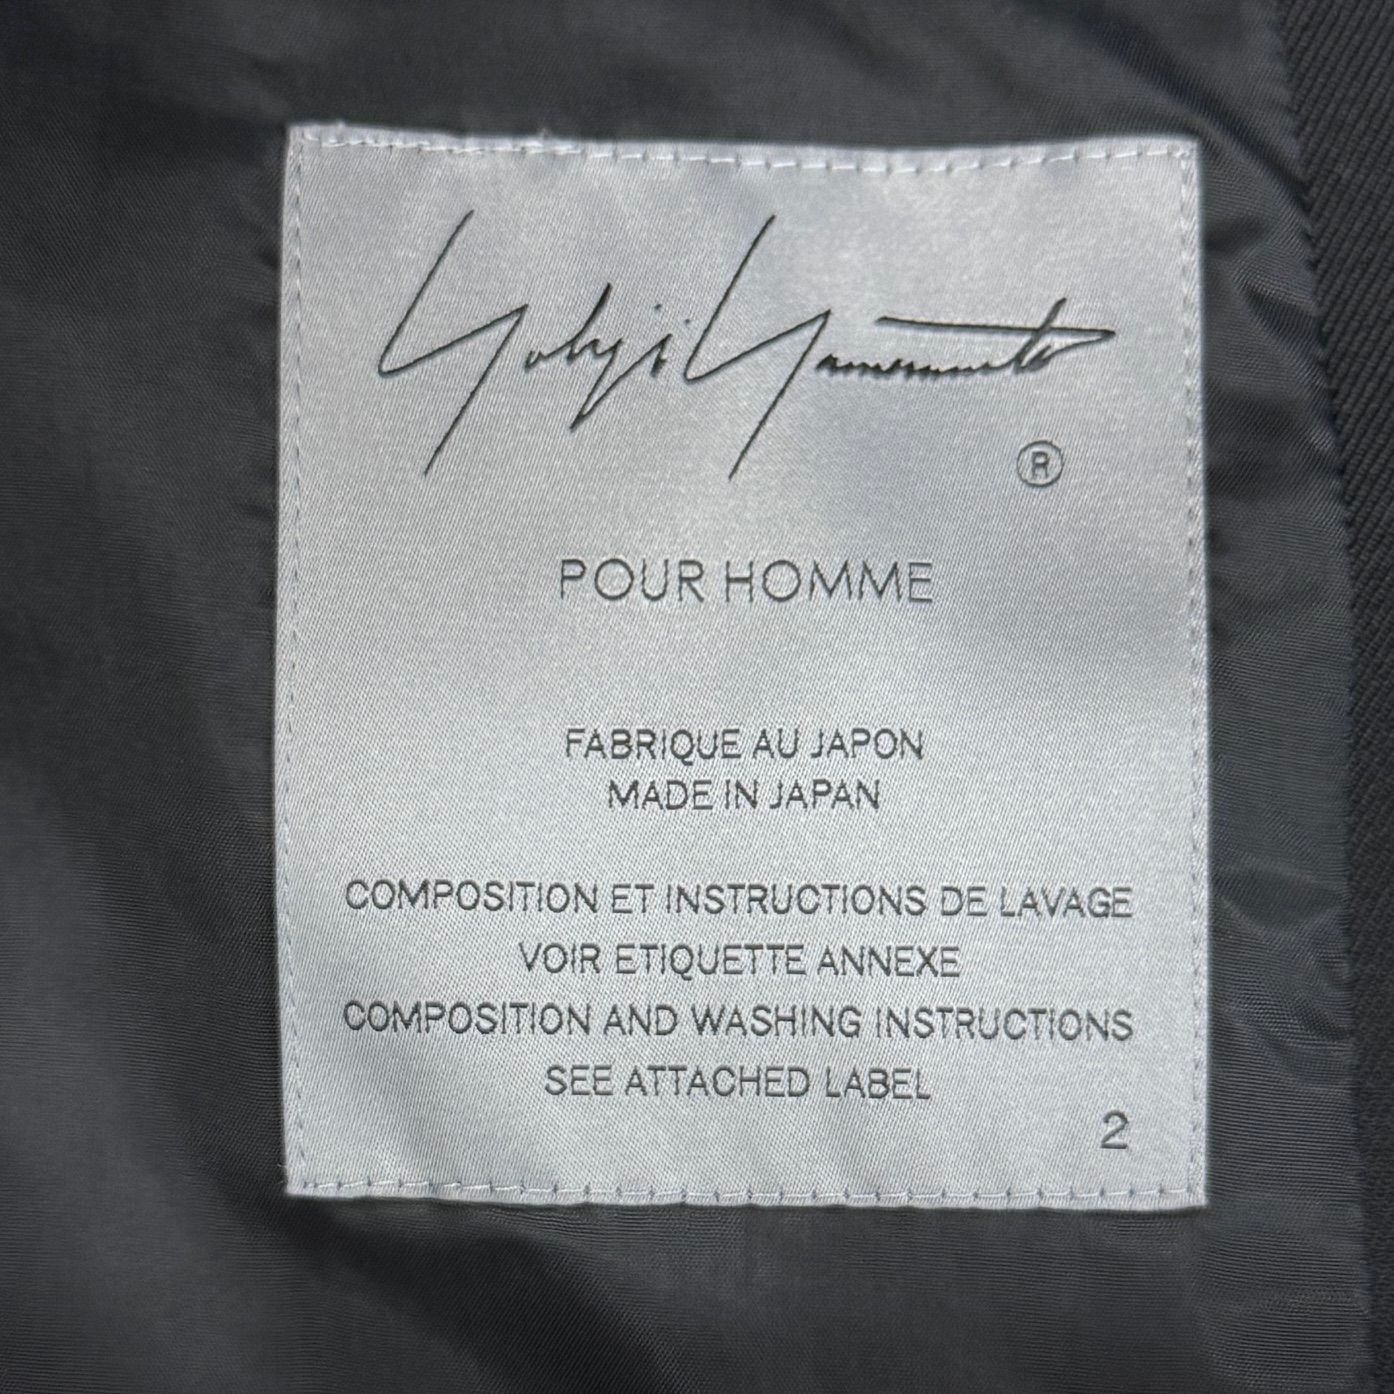 Yohji Yamamoto
®
POUR HOMME
FABRIQUE AU JAPON
MADE IN JAPAN
COMPOSITION ET INSTRUCTIONS DE LAVAGE
VOIR ETIQUETTE ANNEXE
COMPOSITION AND WASHING INSTRUCTIONS
SEE ATTACHED LABEL
2